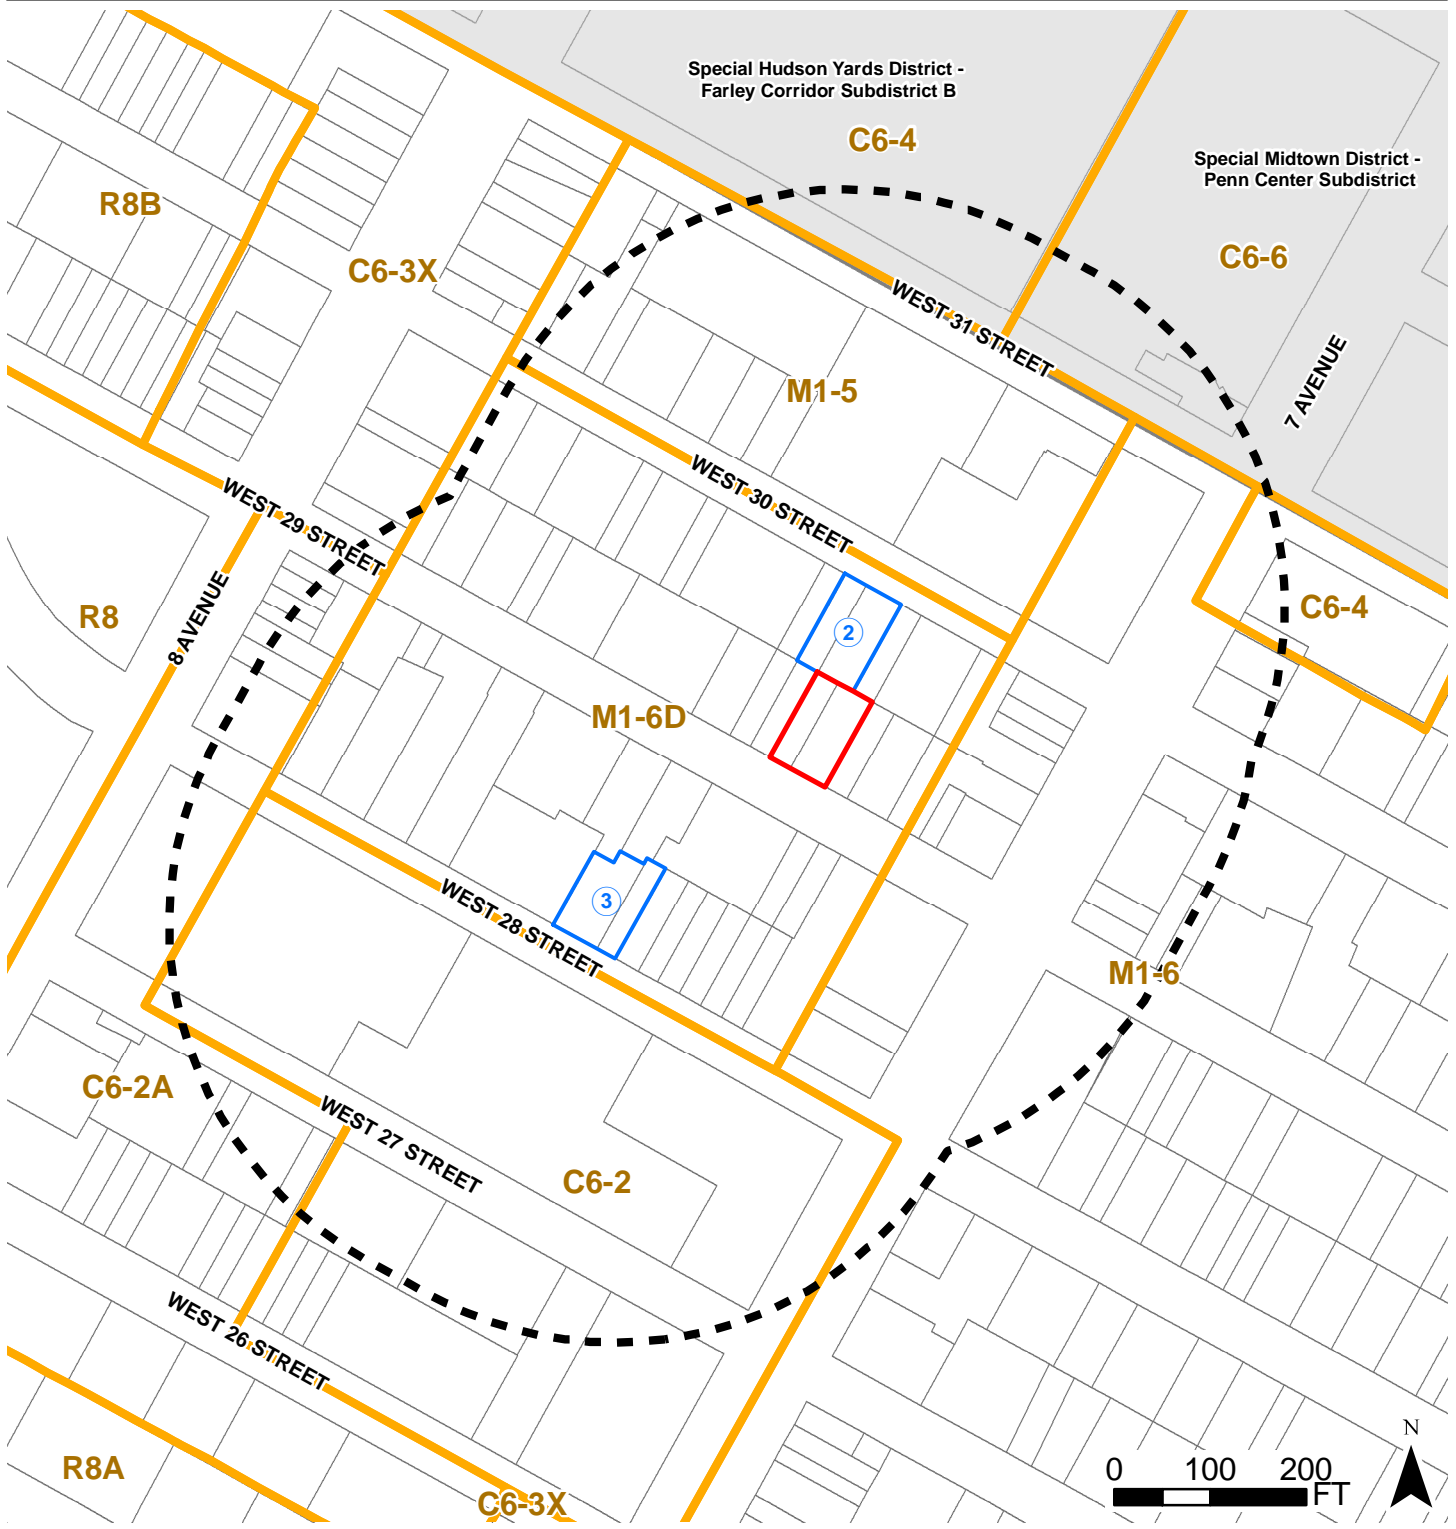 Special Hudson Yards District -
Farley Corridor Subdistrict B
C6-4
Special Midtown District -
Penn Center Subdistrict
R8B
C6-6
C6-3X
WEST 31 STREET
7 AVENUE
M1-5
WEST 30 STREET
WEST 29 STREET
8 AVENUE
R8
C6-4
2
M1-6D
3
WEST 28 STREET
M1-6
C6-2A
WEST 27 STREET
C6-2
WEST 26 STREET
R8A
C6-3X
N
0 100 200
FT